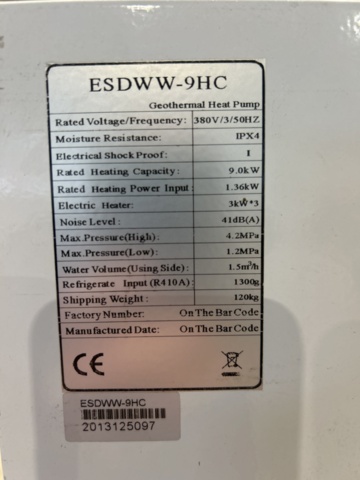 ESDWW-9HC
Geothermal Heat Pump
Rated Voltage/Frequency: 380V/3/50HZ
Moisture Resistance: IPX4
Electrical Shock Proof: I
Rated Heating Capacity: 9.0kW
Rated Heating Power Input: 1.36kW
Electric Heater: 3kW*3
Noise Level: 41dB(A)
Max.Pressure(High): 4.2MPa
Max.Pressure(Low): 1.2MPa
Water Volume(Using Side): 1.5m³/h
Refrigerate Input(R410A): 1300g
Shipping Weight: 120kg
Factory Number: On The Bar Code
Manufactured Date: On The Bar Code
CE
ESDWW-9HC
2013125097